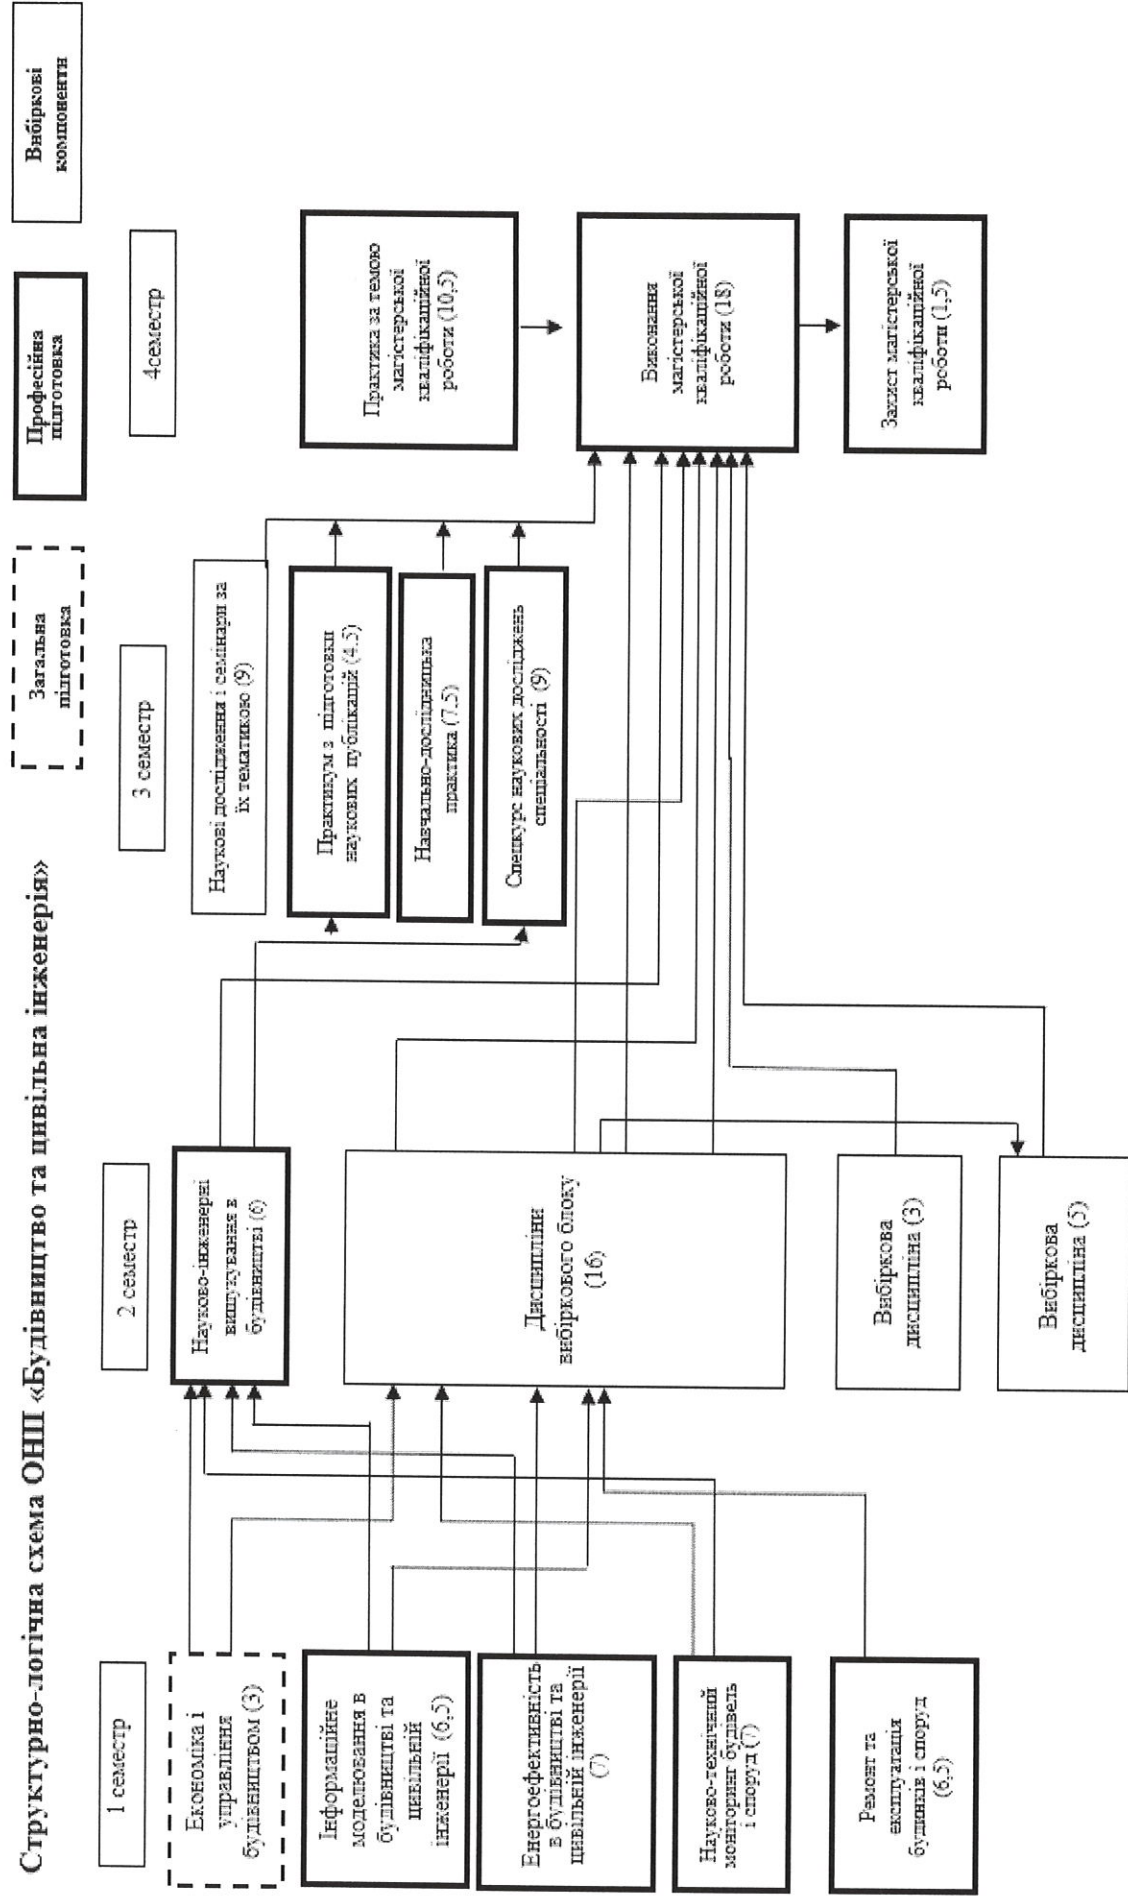 Структурно-логічна схема ОНП «Будівництво та цивільна інженерія»
Загальна
підготовка
Професійна
підготовка
Вибіркові
компоненти
1 семестр
2 семестр
3 семестр
4семестр
Економіка і
управління
будівництвом (3)
Інформаційне
моделювання в
будівництві та
цивільній
інженерії (6,5)
Енергоефективність
в будівництві та
цивільній інженерії
(7)
Науково-технічний
моніторинг будівель
і споруд (7)
Ремонт та
експлуатація
будинків і споруд
(6,5)
Науково-інженерні
вишукування в
будівництві (6)
Дисципліни
вибіркового блоку
(16)
Вибіркова
дисципліна (3)
Вибіркова
дисципліна (5)
Наукові дослідження і семінари за
їх тематикою (9)
Практикум з підготовки
наукових публікацій (4.5)
Навчально-дослідницька
практика (7.5)
Спецкурс наукових досліджень
спеціальності (9)
Практика за темою
магістерської
кваліфікаційної
роботи (10,5)
Виконання
магістерської
кваліфікаційної
роботи (18)
Захист магістерської
кваліфікаційної
роботи (1,5)